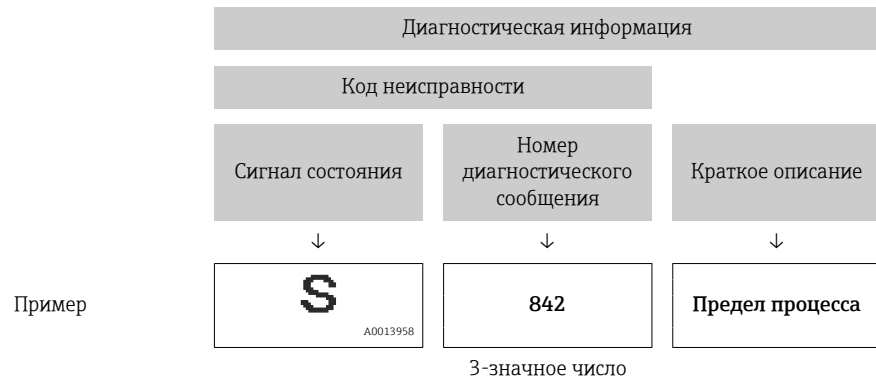 Диагностическая информация
Код неисправности
Сигнал состояния
Номер
диагностического
сообщения
Краткое описание
↓ ↓ ↓
Пример
S
A0013958
842
Предел процесса
3-значное число